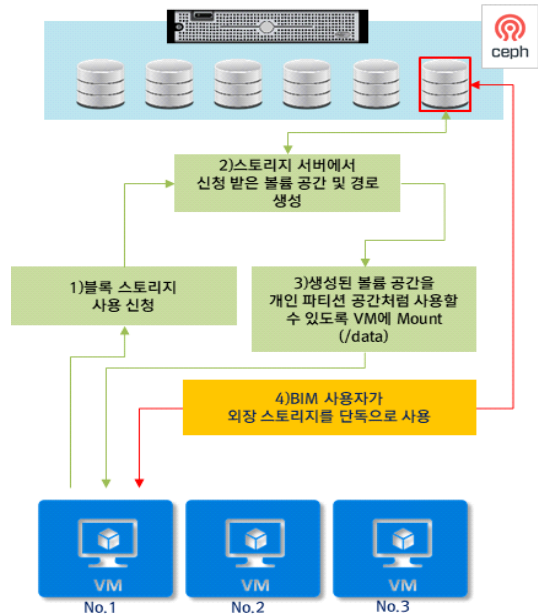 ceph
2)스토리지 서버에서
신청 받은 볼륨 공간 및 경로
생성
1)블록 스토리지
사용 신청
3)생성된 볼륨 공간을
개인 파티션 공간처럼 사용할
수 있도록 VM에 Mount
(/data)
4)BIM 사용자가
외장 스토리지를 단독으로 사용
VM
VM
VM
No.1
No.2
No.3